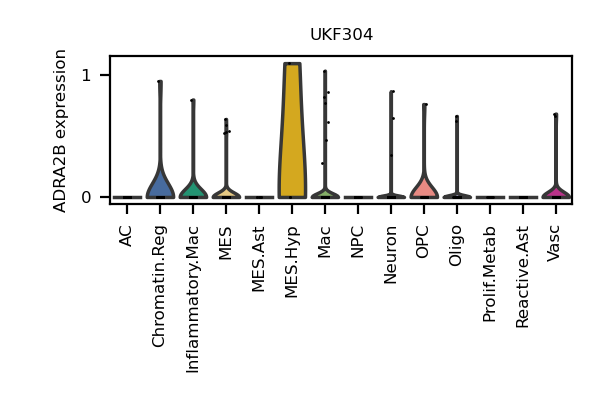 UKF304
ADRA2B expression
1
0
AC
Chromatin.Reg
Inflammatory.Mac
MES
MES.Ast
MES.Hyp
Mac
NPC
Neuron
OPC
Oligo
Prolif.Metab
Reactive.Ast
Vasc